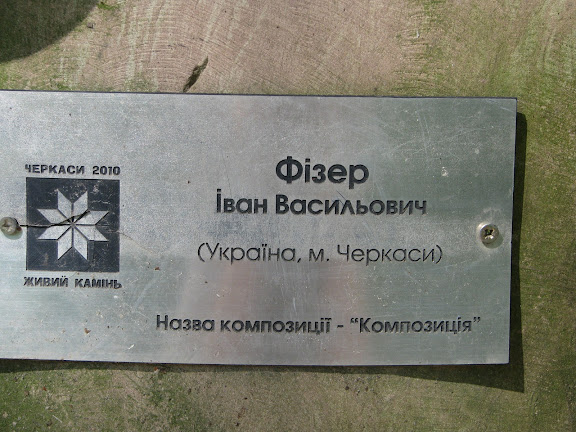 ЧЕРКАСИ 2010
ЖИВИЙ КАМІНЬ
Фізер
Іван Васильович
(Україна, м. Черкаси)
Назва композиції - “Композиція”